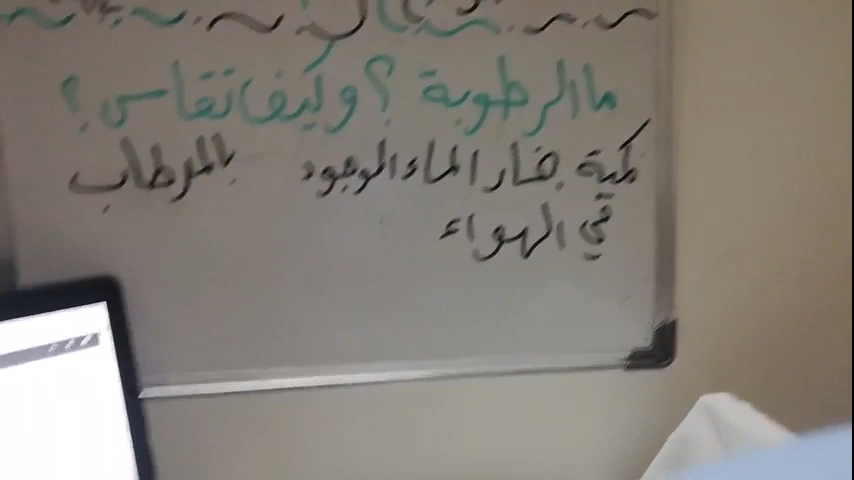 ما الرطوبة ؟ وكيف تقاس ؟
كمية بخار الماء الموجود بالمرطاب
في الهواء